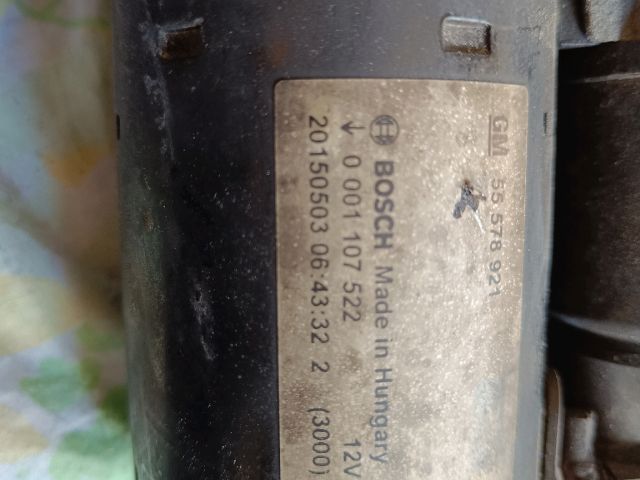 GM 55 578 921
BOSCH Made in Hungary
↓ 0 001 107 522 12V
20150503 06:43:32 2 (3000)